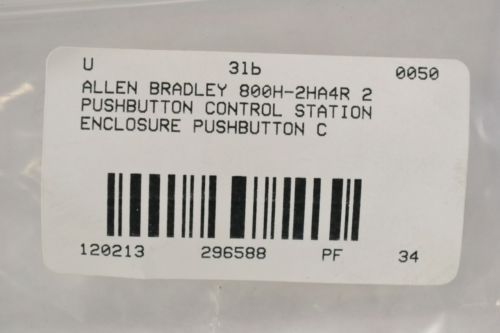 U 31b 0050
ALLEN BRADLEY 800H-2HA4R 2
PUSHBUTTON CONTROL STATION
ENCLOSURE PUSHBUTTON C
120213 296588 PF 34